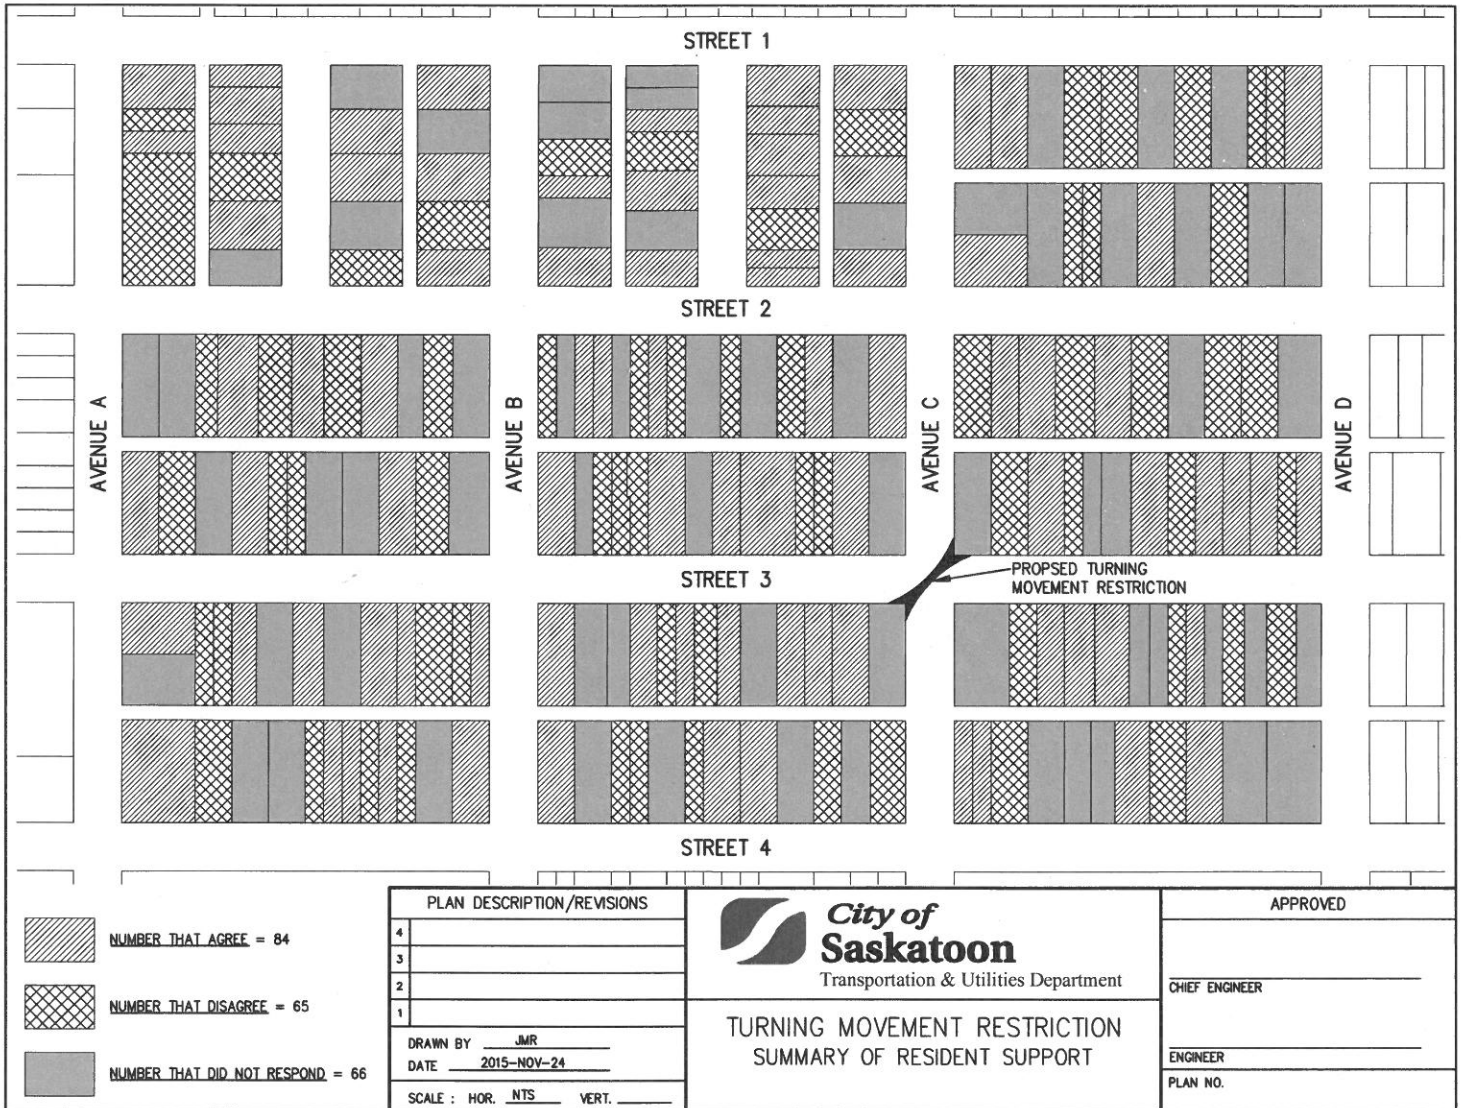 STREET 1
STREET 2
AVENUE A
AVENUE B
AVENUE C
AVENUE D
STREET 3
PROPSED TURNING
MOVEMENT RESTRICTION
STREET 4
NUMBER THAT AGREE = 84
NUMBER THAT DISAGREE = 65
NUMBER THAT DID NOT RESPOND = 66
PLAN DESCRIPTION/REVISIONS
4
3
2
1
DRAWN BY JMR
DATE 2015-NOV-24
SCALE : HOR. NTS VERT.
City of
Saskatoon
Transportation & Utilities Department
TURNING MOVEMENT RESTRICTION
SUMMARY OF RESIDENT SUPPORT
APPROVED
CHIEF ENGINEER
ENGINEER
PLAN NO.